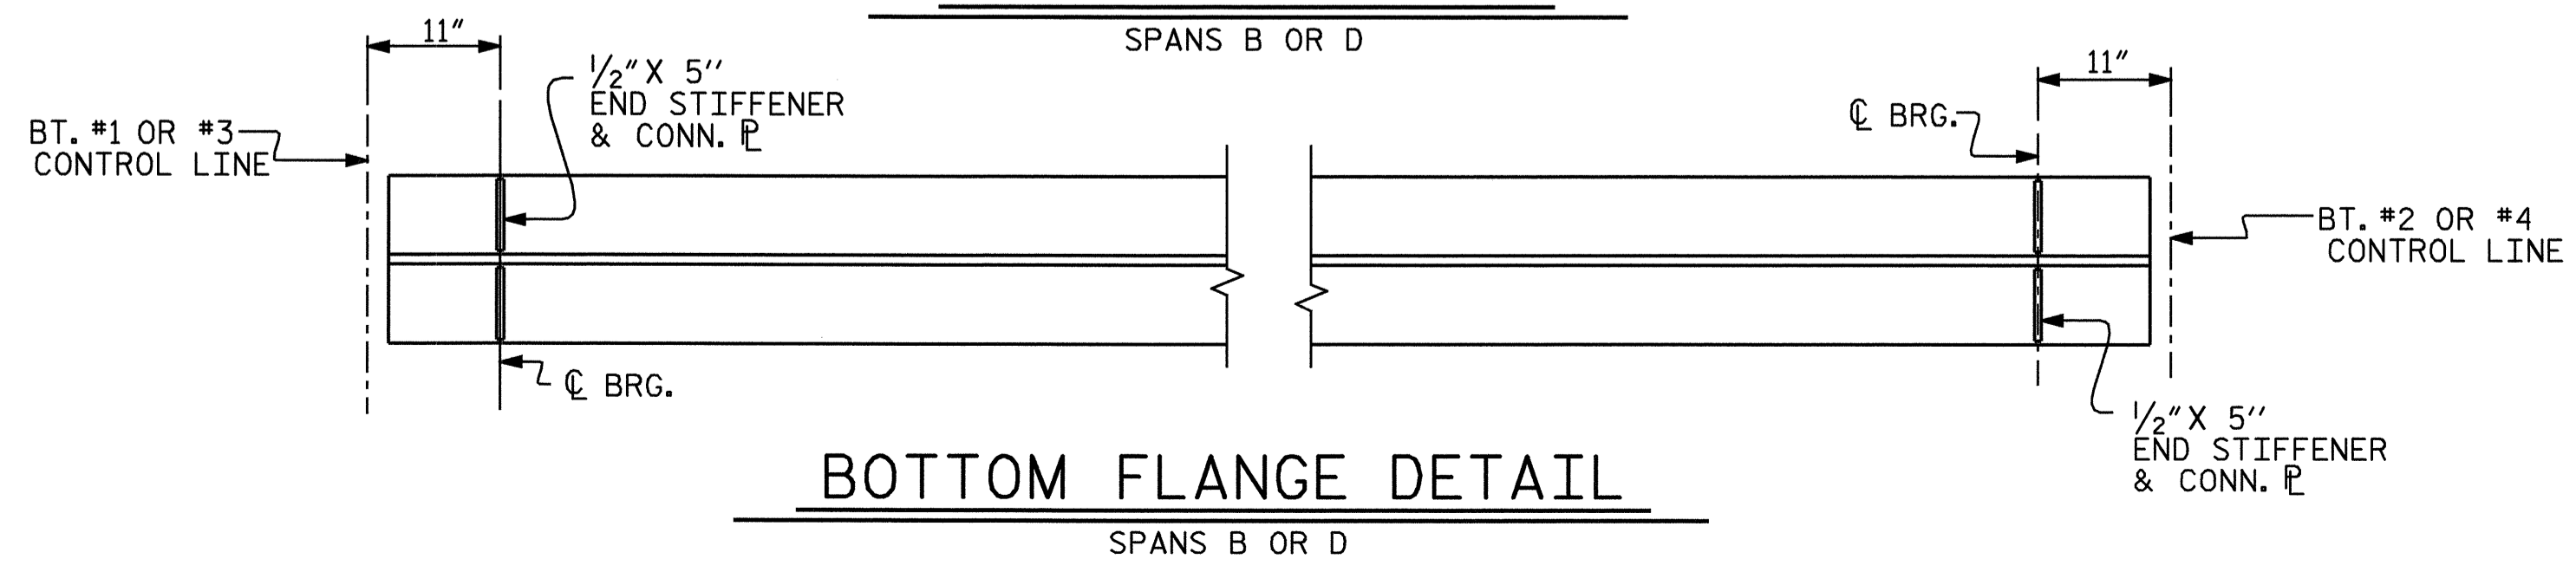 SPANS B OR D
11"
11"
1/2" X 5"
END STIFFENER
& CONN. ⅊
℄ BRG.
BT. #1 OR #3
CONTROL LINE
BT. #2 OR #4
CONTROL LINE
℄ BRG.
1/2" X 5"
END STIFFENER
& CONN. ⅊
BOTTOM FLANGE DETAIL
SPANS B OR D